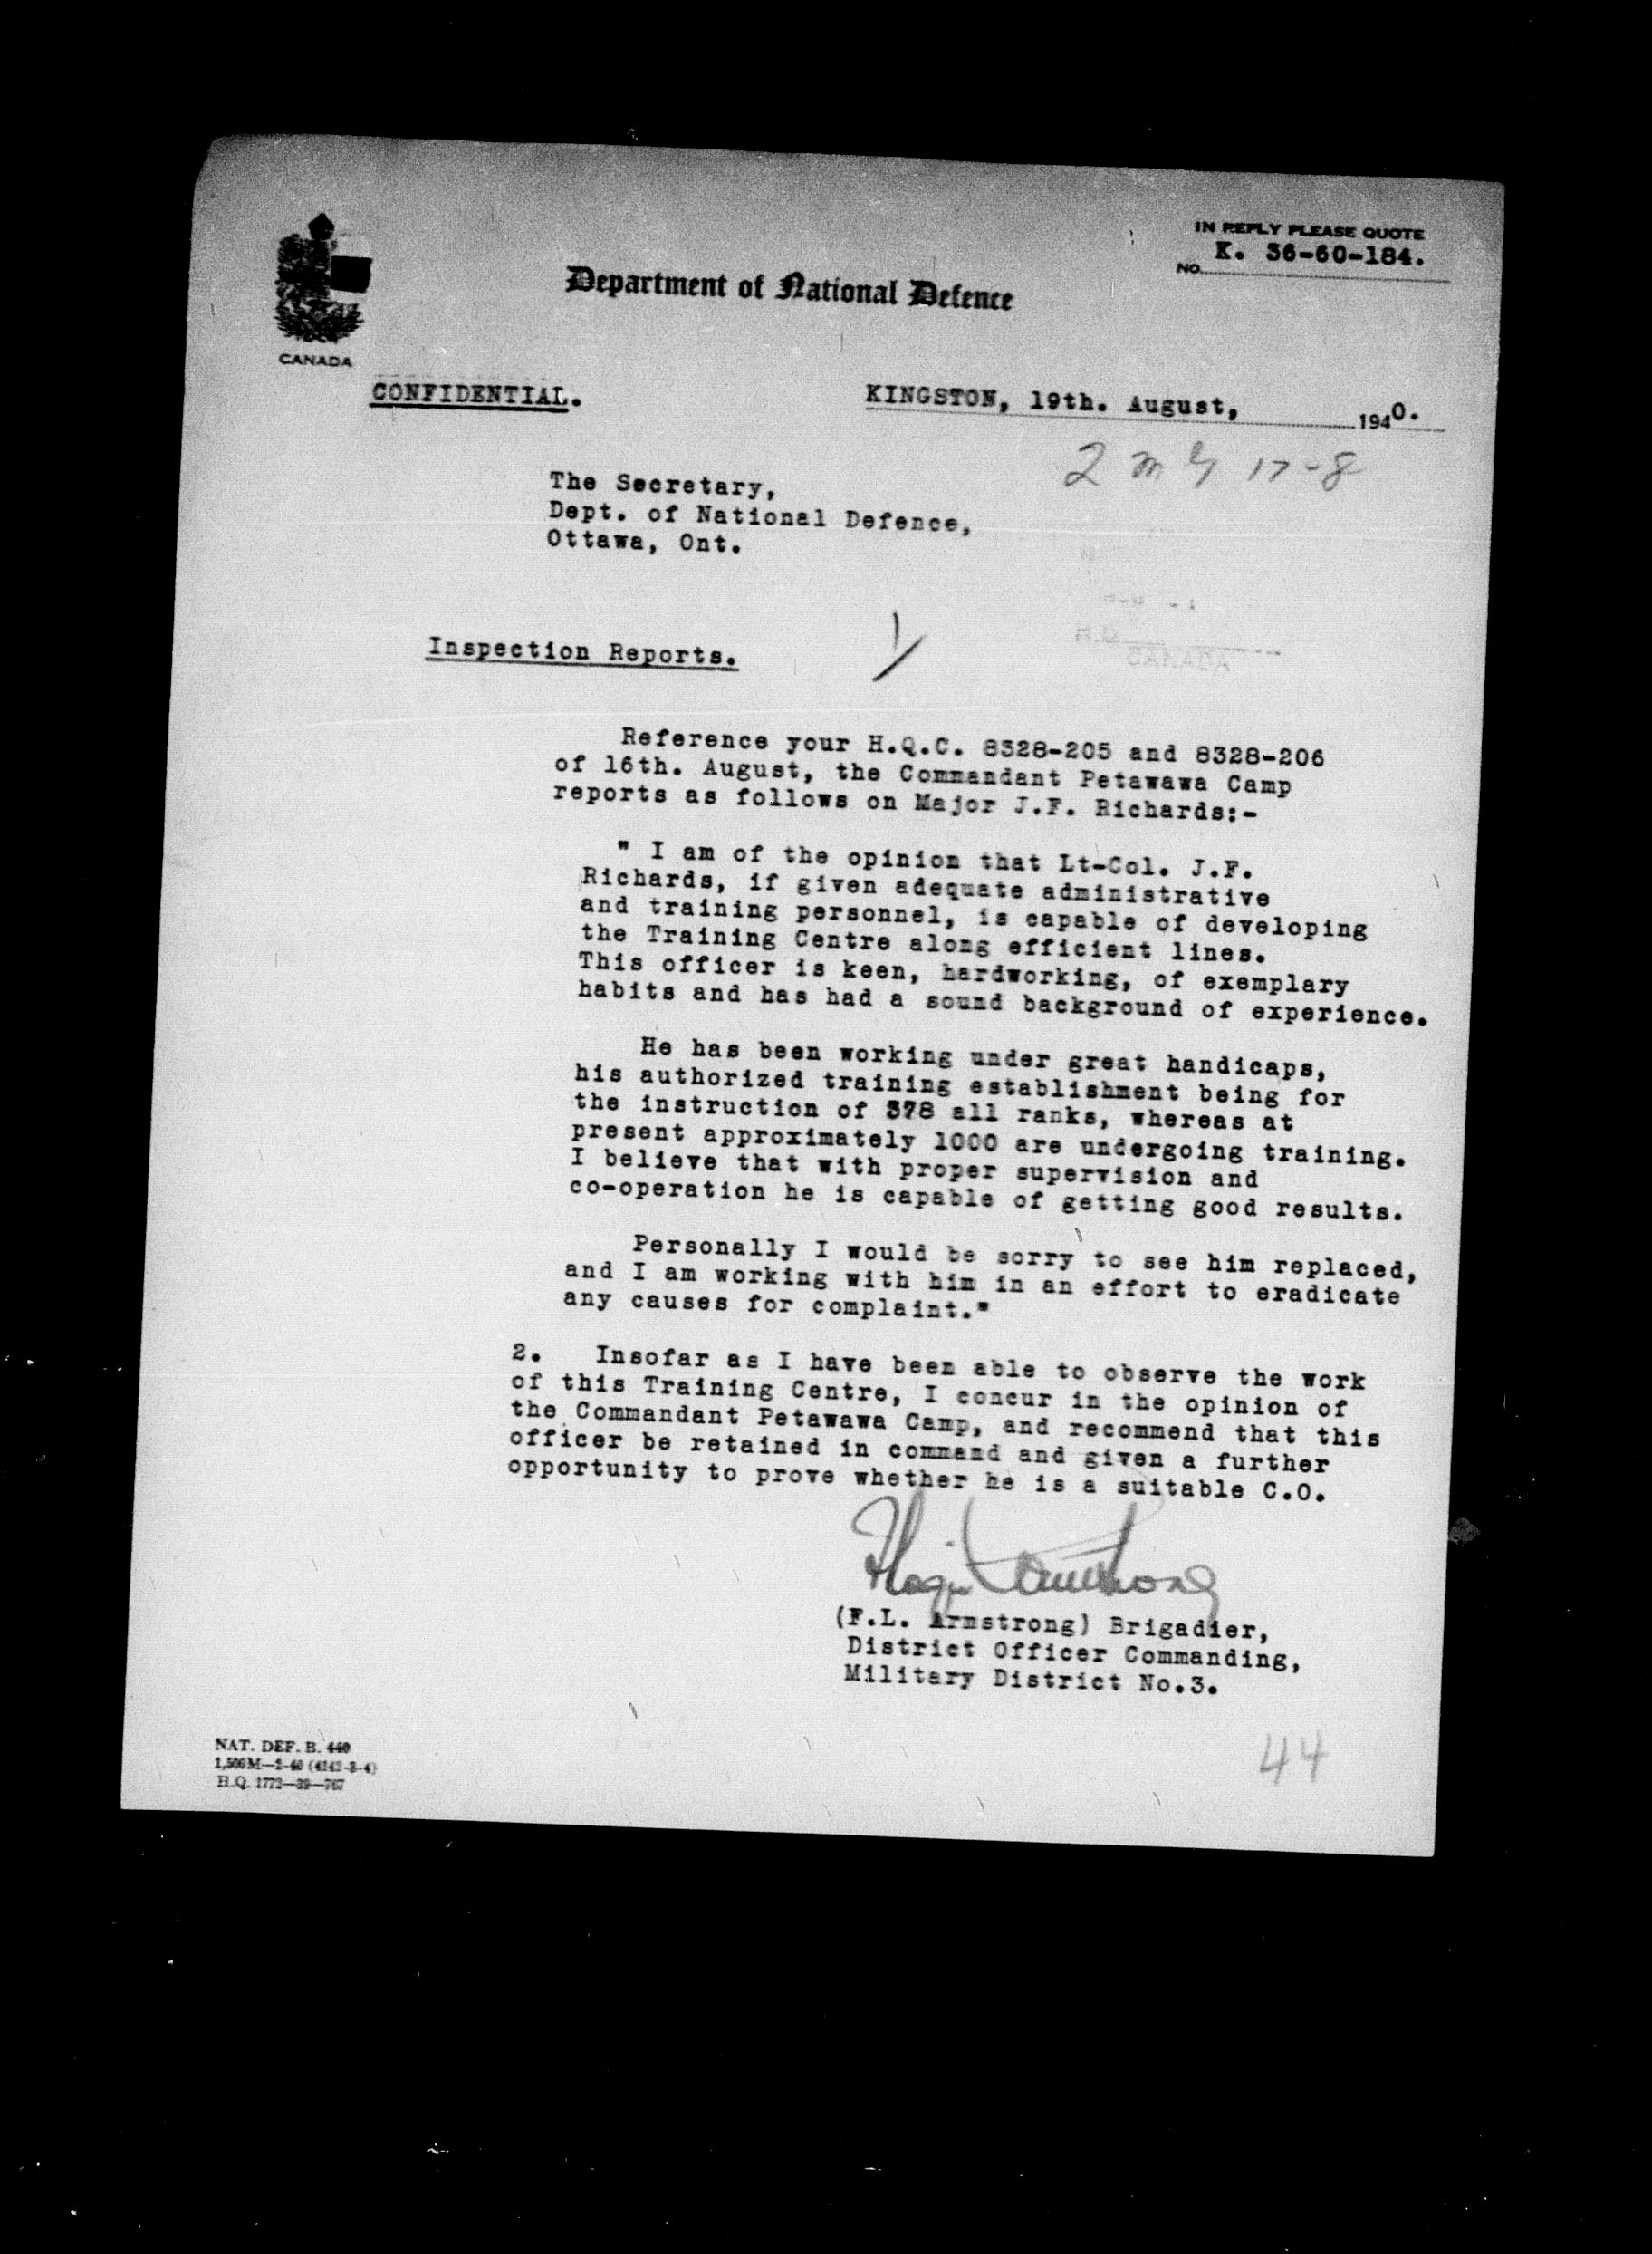 IN REPLY PLEASE QUOTE
NO. K. 36-60-184.
Department of National Defence
CANADA
CONFIDENTIAL.
KINGSTON, 19th. August, 1940.
17-8
The Secretary,
Dept. of National Defence,
Ottawa, Ont.
H.Q.
CANADA
Inspection Reports.
Reference your H.Q.C. 8328-205 and 8328-206
of 16th. August, the Commandant Petawawa Camp
reports as follows on Major J.F. Richards:-
" I am of the opinion that Lt-Col. J.F.
Richards, if given adequate administrative
and training personnel, is capable of developing
the Training Centre along efficient lines.
This officer is keen, hardworking, of exemplary
habits and has had a sound background of experience.
He has been working under great handicaps,
his authorized training establishment being for
the instruction of 378 all ranks, whereas at
present approximately 1000 are undergoing training.
I believe that with proper supervision and
co-operation he is capable of getting good results.
Personally I would be sorry to see him replaced,
and I am working with him in an effort to eradicate
any causes for complaint."
2. Insofar as I have been able to observe the work
of this Training Centre, I concur in the opinion of
the Commandant Petawawa Camp, and recommend that this
officer be retained in command and given a further
opportunity to prove whether he is a suitable C.O.
(F.L. Armstrong) Brigadier,
District Officer Commanding,
Military District No.3.
NAT. DEF. B. 440
1,500M—2-40 (4142-3-4)
H.Q. 1772—39—767
44